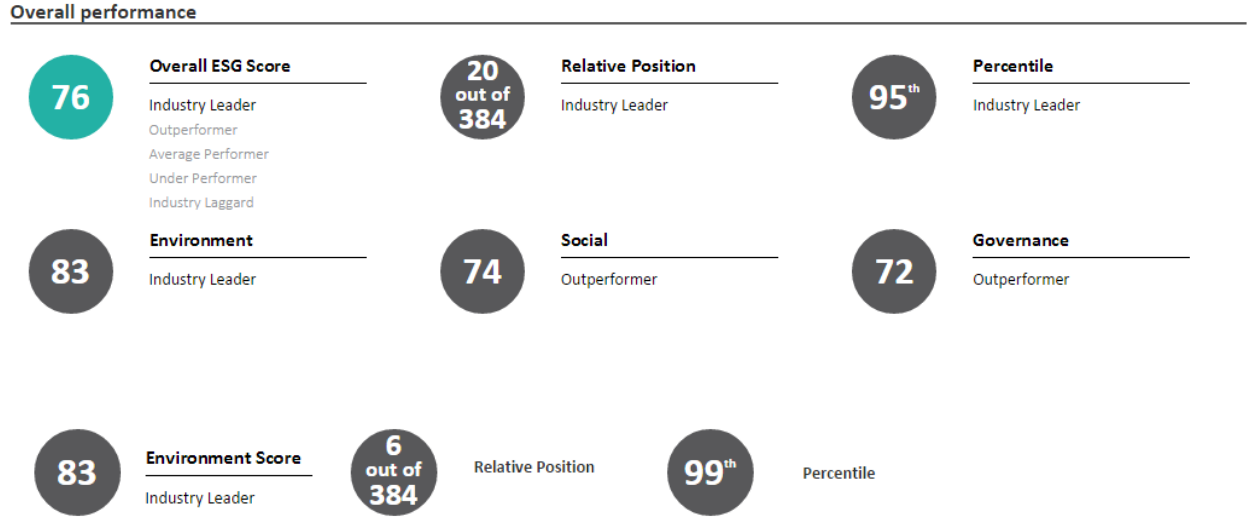 Overall performance
76
Overall ESG Score
Industry Leader
Outperformer
Average Performer
Under Performer
Industry Laggard
20
out of
384
Relative Position
Industry Leader
95th
Percentile
Industry Leader
83
Environment
Industry Leader
74
Social
Outperformer
72
Governance
Outperformer
83
Environment Score
Industry Leader
6
out of
384
Relative Position
99th
Percentile